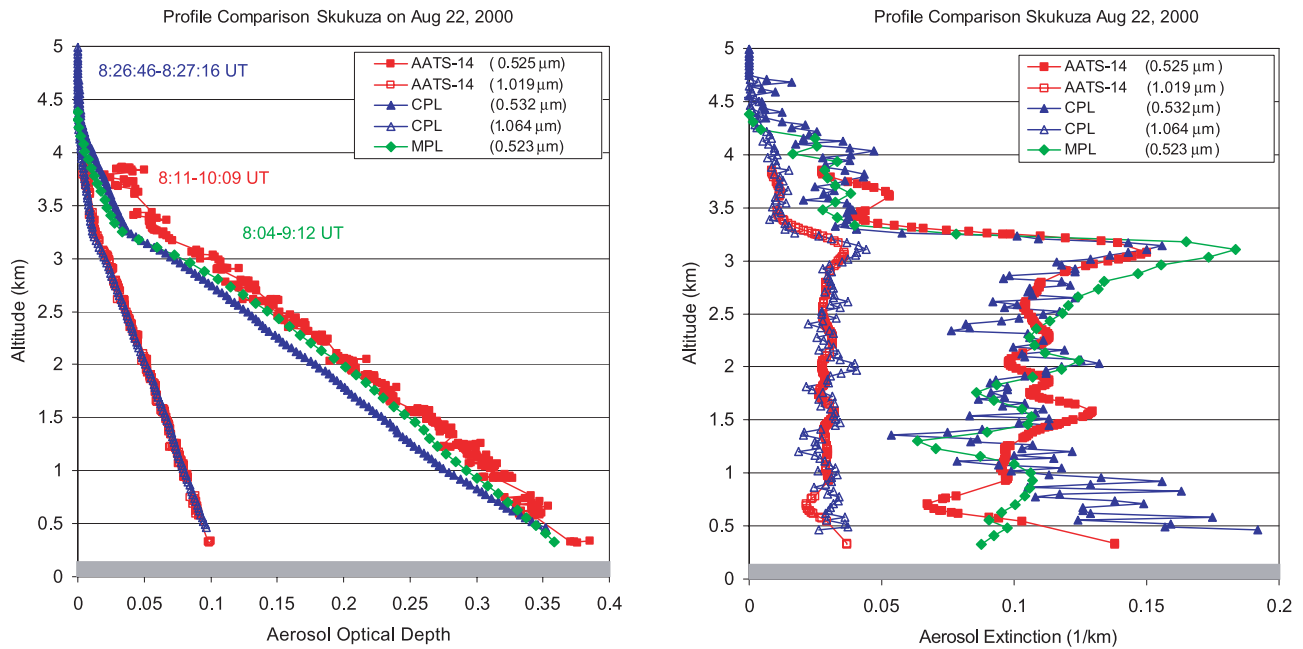 Profile Comparison Skukuza on Aug 22, 2000
5
4.5
4
3.5
3
2.5
2
1.5
1
0.5
0
Altitude (km)
8:26:46-8:27:16 UT
AATS-14 ( 0.525 µm)
AATS-14 (1.019 µm)
CPL (0.532 µm)
CPL (1.064 µm)
MPL (0.523 µm)
8:11-10:09 UT
8:04-9:12 UT
0 0.05 0.1 0.15 0.2 0.25 0.3 0.35 0.4
Aerosol Optical Depth
Profile Comparison Skukuza Aug 22, 2000
5
4.5
4
3.5
3
2.5
2
1.5
1
0.5
0
Altitude (km)
AATS-14 (0.525 µm )
AATS-14 (1.019 µm )
CPL (0.532 µm )
CPL (1.064 µm )
MPL (0.523 µm )
0 0.05 0.1 0.15 0.2
Aerosol Extinction (1/km)